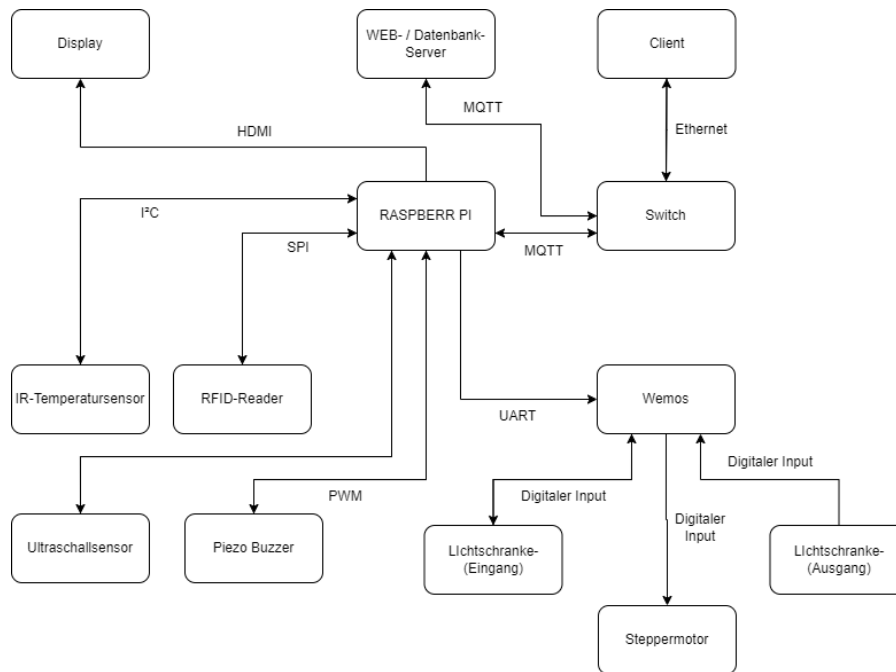 Display
WEB- / Datenbank-
Server
Client
MQTT
Ethernet
HDMI
I²C
RASPBERR PI
Switch
SPI
MQTT
IR-Temperatursensor
RFID-Reader
Wemos
UART
Digitaler Input
PWM
Digitaler Input
Digitaler
Input
Ultraschallsensor
Piezo Buzzer
LIchtschranke-
(Eingang)
LIchtschranke-
(Ausgang)
Steppermotor